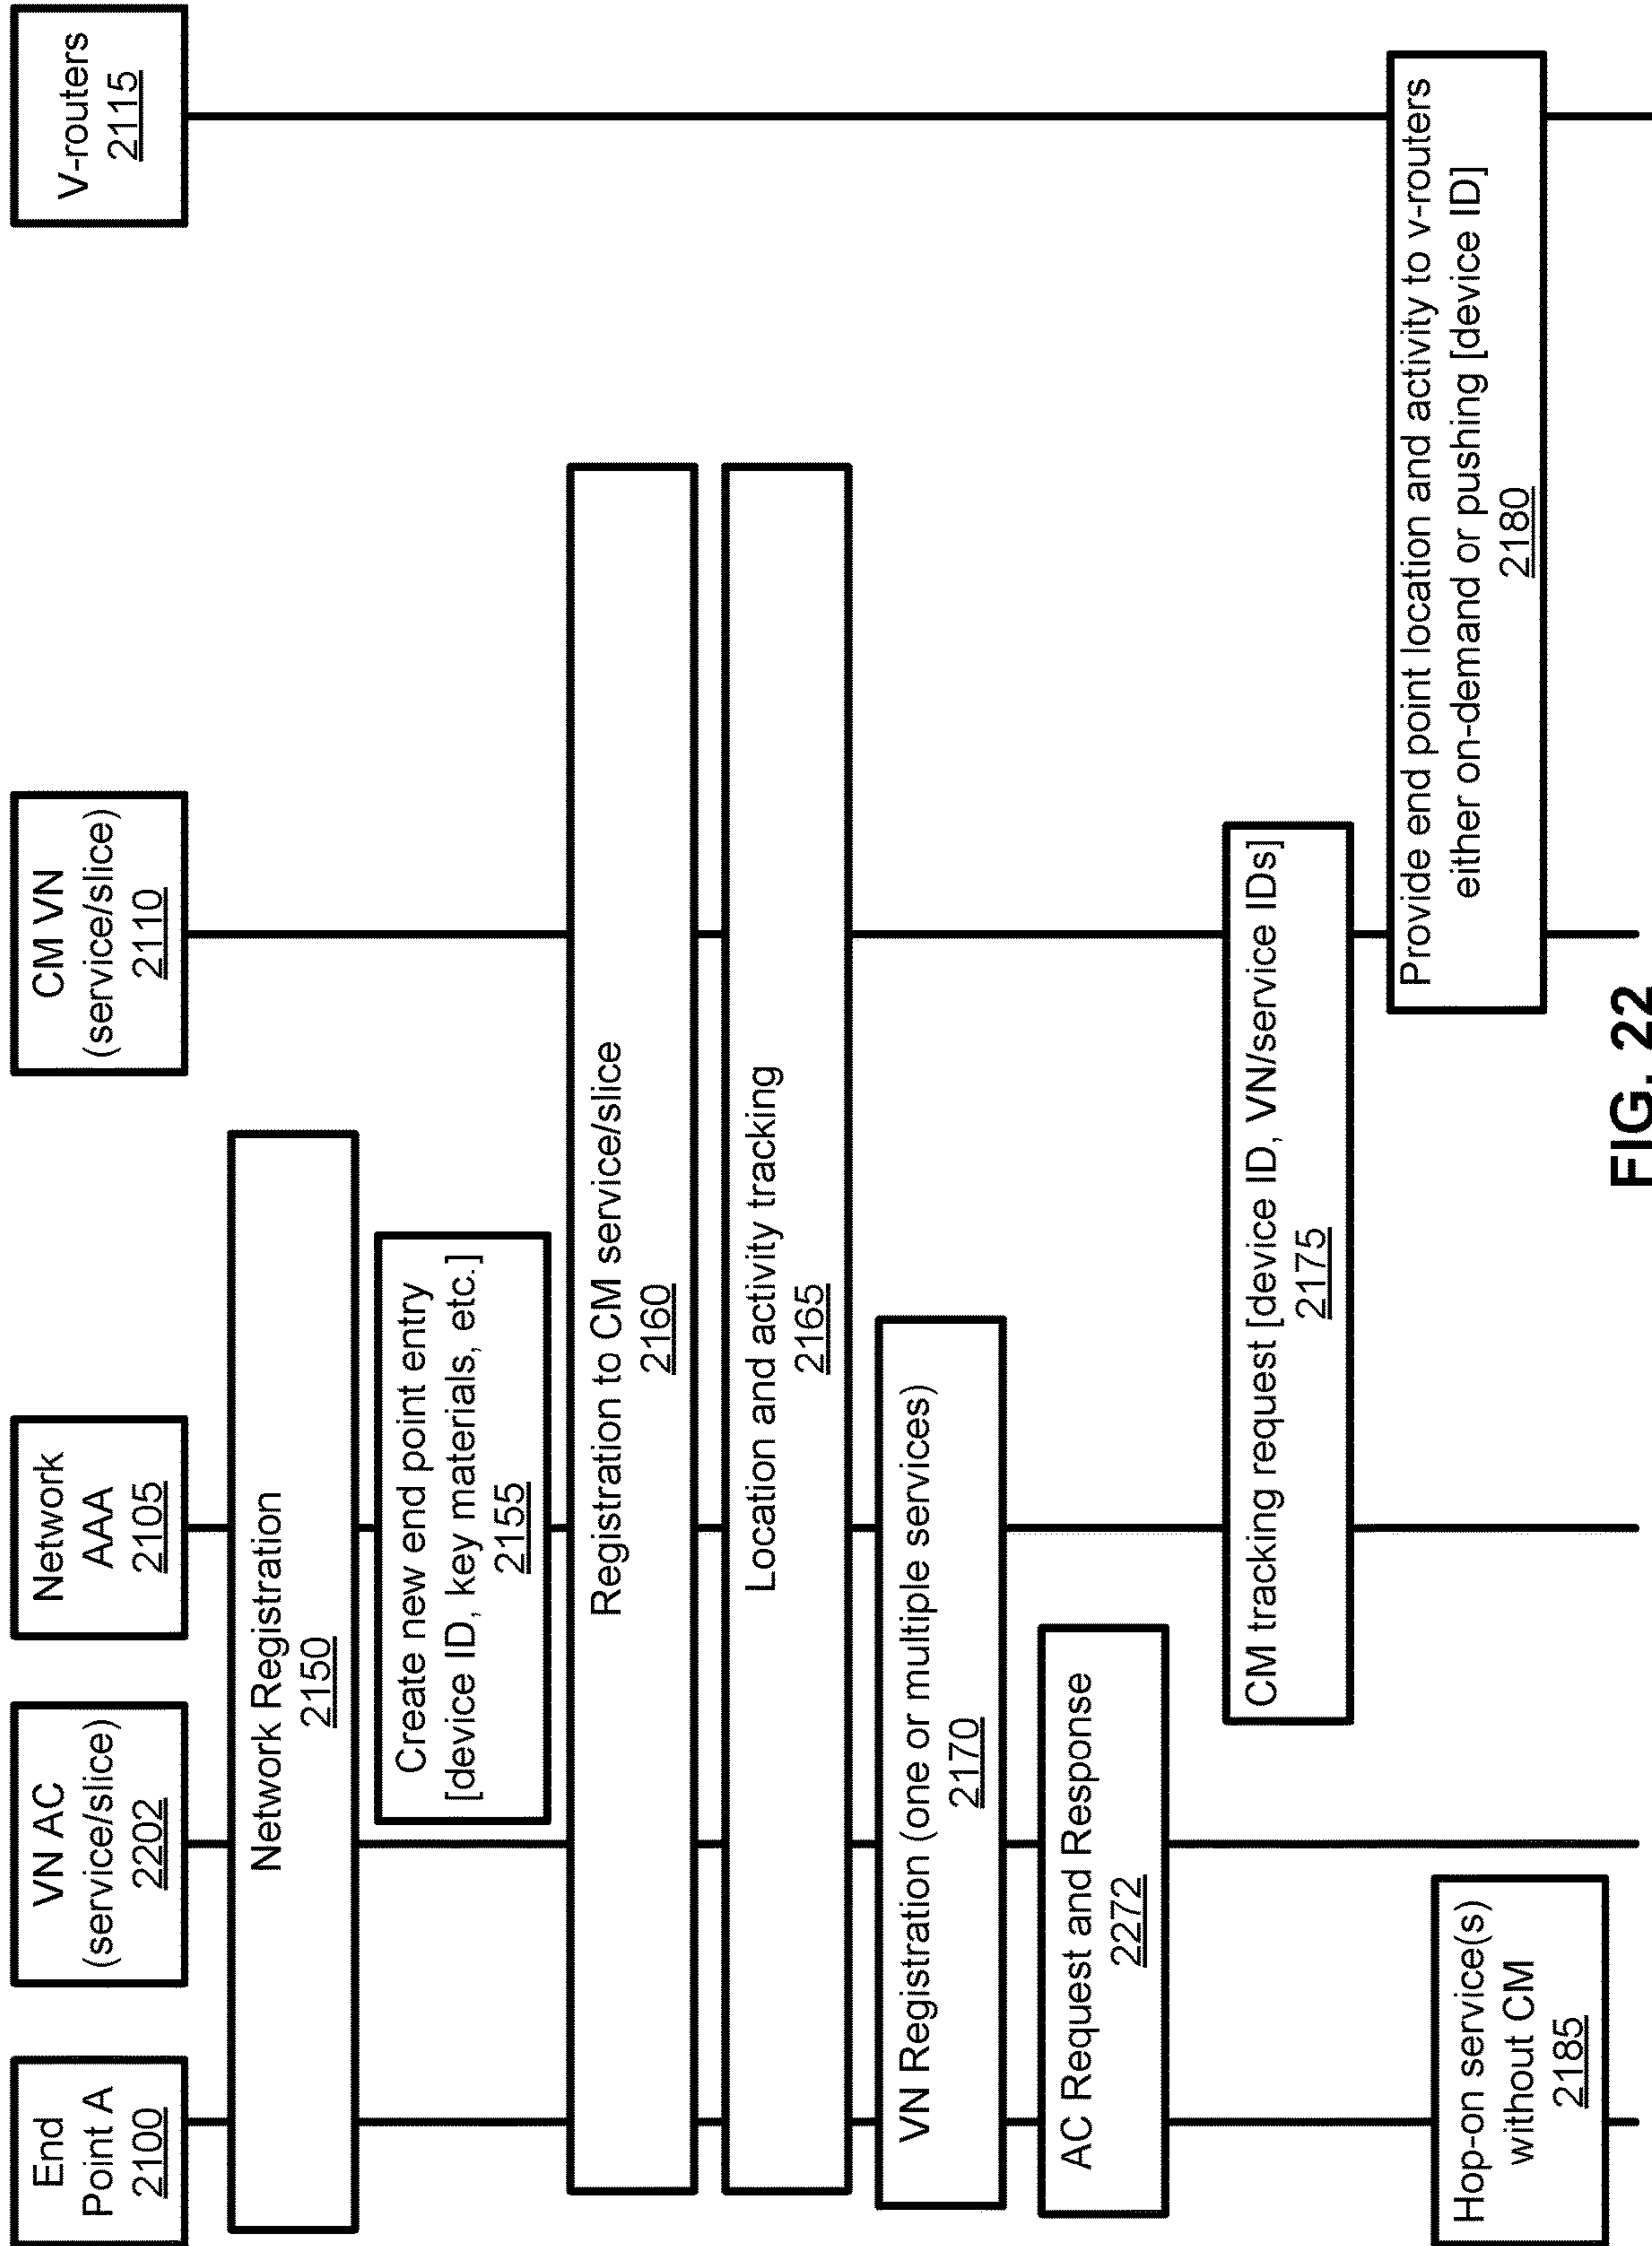 End
Point A
2100
VN AC
(service/slice)
2202
Network
AAA
2105
CM VN
(service/slice)
2110
V-routers
2115
Network Registration
2150
Create new end point entry
[device ID, key materials, etc.]
2155
Registration to CM service/slice
2160
Location and activity tracking
2165
VN Registration (one or multiple services)
2170
AC Request and Response
2272
CM tracking request [device ID, VN/service IDs]
2175
Provide end point location and activity to v-routers
either on-demand or pushing [device ID]
2180
Hop-on service(s)
without CM
2185
FIG. 22